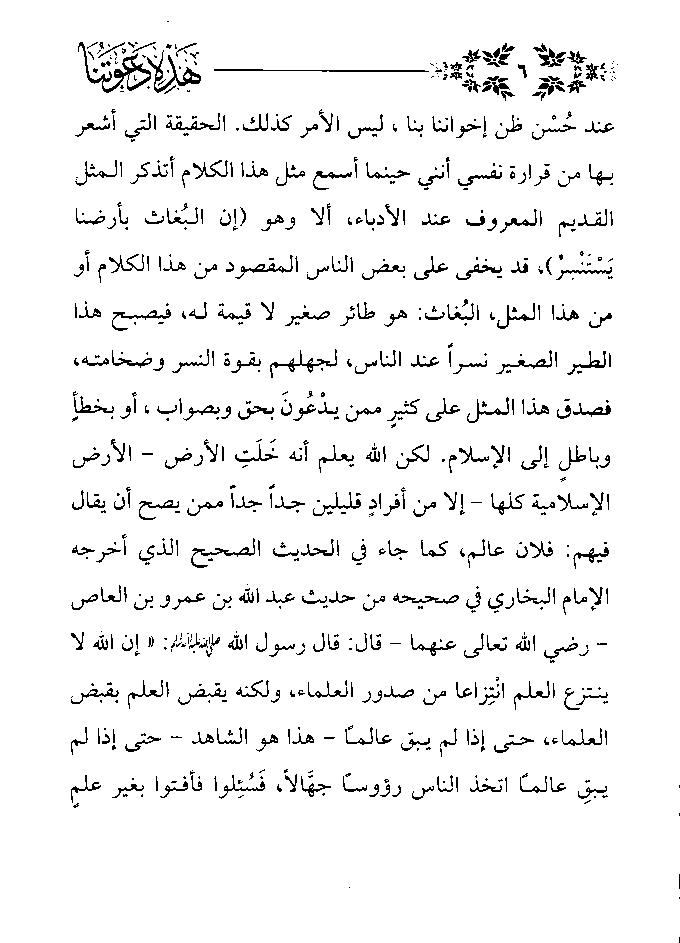 هَذِهِ دَعْوَتُنَا
٦
عند حُسْن ظن إخواننا بنا ، ليس الأمر كذلك. الحقيقة التي أشعر
بها من قرارة نفسي أنني حينما أسمع مثل هذا الكلام أتذكر المثل
القديم المعروف عند الأدباء، ألا وهو (إن البُغاث بأرضنا
يَسْتَنْسِرُ)، قد يخفى على بعض الناس المقصود من هذا الكلام أو
من هذا المثل، البُغاث: هو طائر صغير لا قيمة له، فيصبح هذا
الطير الصغير نسراً عند الناس، لجهلهم بقوة النسر وضخامته،
فصدق هذا المثل على كثيرٍ ممن يدْعُونَ بحق وبصواب ، أو بخطأٍ
وباطلٍ إلى الإسلام. لكن الله يعلم أنه خَلَتِ الأرض - الأرض
الإسلامية كلها - إلا من أفرادٍ قليلين جداً جداً ممن يصح أن يقال
فيهم: فلان عالم، كما جاء في الحديث الصحيح الذي أخرجه
الإمام البخاري في صحيحه من حديث عبد الله بن عمرو بن العاص
- رضي الله تعالى عنهما - قال: قال رسول الله ﷺ: « إن الله لا
ينتزع العلم انْتِزاعا من صدور العلماء، ولكنه يقبض العلم بقبض
العلماء، حتى إذا لم يبق عالمًا - هذا هو الشاهد - حتى إذا لم
يبقِ عالمًا اتخذ الناس رؤوسًا جهَّالاً، فَسُئِلوا فأفتوا بغير علمٍ